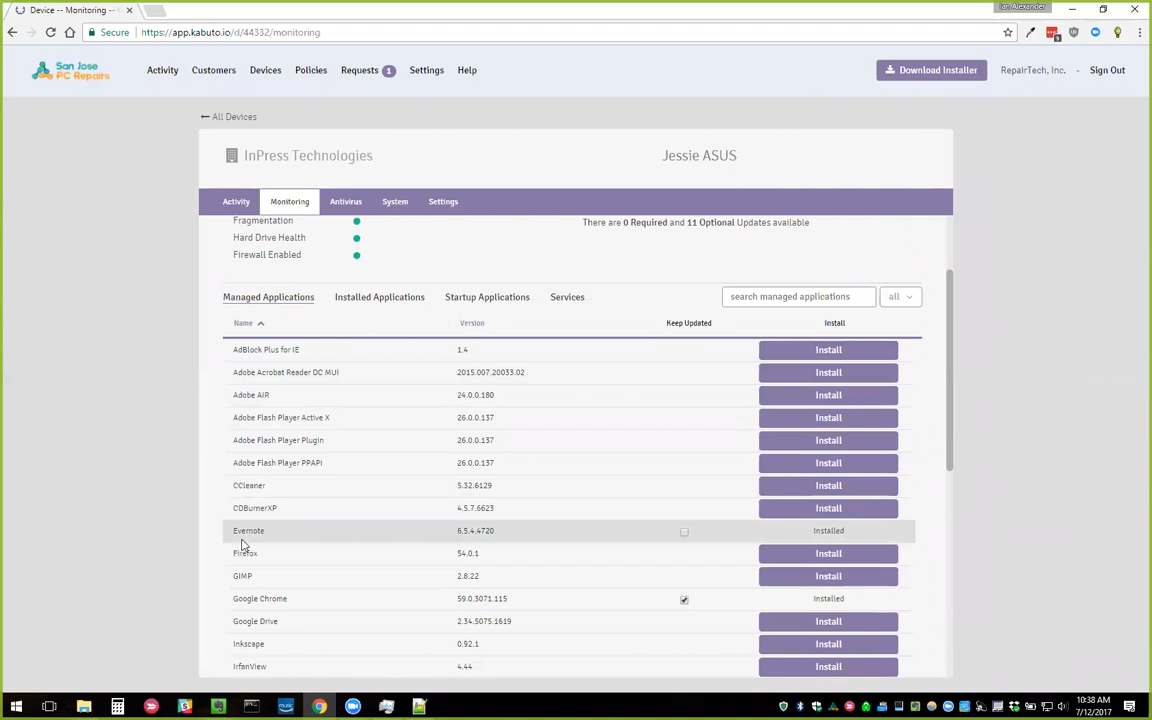 Device -- Monitoring --
Ian Alexander
Secure
https://app.kabuto.io/d/44332/monitoring
San Jose
PC Repairs
Activity
Customers
Devices
Policies
Requests 1
Settings
Help
Download Installer
RepairTech, Inc.
-
Sign Out
All Devices
InPress Technologies
Jessie ASUS
Activity
Monitoring
Antivirus
System
Settings
Fragmentation
There are 0 Required and 11 Optional Updates available
Hard Drive Health
Firewall Enabled
Managed Applications
Installed Applications
Startup Applications
Services
search managed applications
all
Name Version Keep Updated Install
AdBlock Plus for IE 1.4 Install
Adobe Acrobat Reader DC MUI 2015.007.20033.02 Install
Adobe AIR 24.0.0.180 Install
Adobe Flash Player Active X 26.0.0.137 Install
Adobe Flash Player Plugin 26.0.0.137 Install
Adobe Flash Player PPAPI 26.0.0.137 Install
CCleaner 5.32.6129 Install
CDBurnerXP 4.5.7.6623 Install
Evernote 6.5.4.4720 Installed
Firefox 54.0.1 Install
GIMP 2.8.22 Install
Google Chrome 59.0.3071.115 Installed
Google Drive 2.34.5075.1619 Install
Inkscape 0.92.1 Install
IrfanView 4.44 Install
music
10:38 AM
7/12/2017